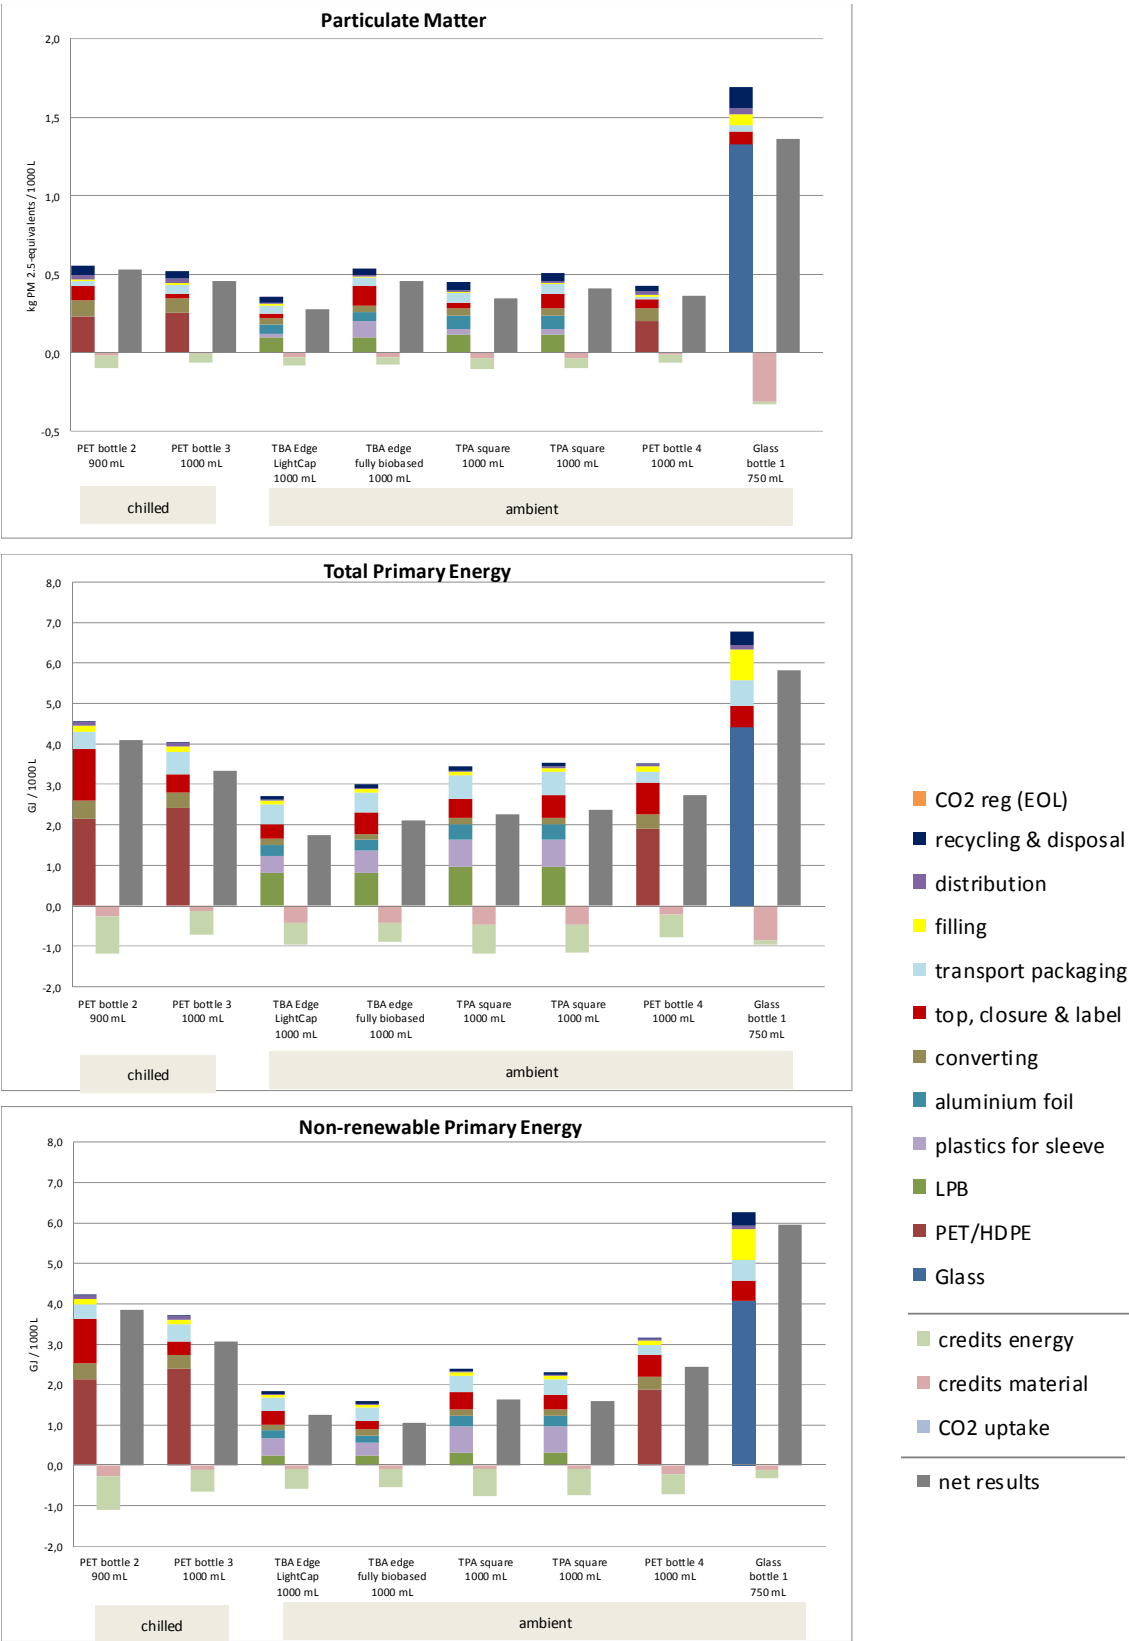 Particulate Matter
2,0
1,5
1,0
0,5
0,0
-0,5
kg PM 2.5-equivalents / 1000 L
PET bottle 2
900 mL
PET bottle 3
1000 mL
TBA Edge
LightCap
1000 mL
TBA edge
fully biobased
1000 mL
TPA square
1000 mL
TPA square
1000 mL
PET bottle 4
1000 mL
Glass
bottle 1
750 mL
chilled
ambient
Total Primary Energy
8,0
7,0
6,0
5,0
4,0
3,0
2,0
1,0
0,0
-1,0
-2,0
GJ / 1000 L
PET bottle 2
900 mL
PET bottle 3
1000 mL
TBA Edge
LightCap
1000 mL
TBA edge
fully biobased
1000 mL
TPA square
1000 mL
TPA square
1000 mL
PET bottle 4
1000 mL
Glass
bottle 1
750 mL
chilled
ambient
Non-renewable Primary Energy
8,0
7,0
6,0
5,0
4,0
3,0
2,0
1,0
0,0
-1,0
-2,0
GJ / 1000 L
PET bottle 2
900 mL
PET bottle 3
1000 mL
TBA Edge
LightCap
1000 mL
TBA edge
fully biobased
1000 mL
TPA square
1000 mL
TPA square
1000 mL
PET bottle 4
1000 mL
Glass
bottle 1
750 mL
chilled
ambient
CO2 reg (EOL)
recycling & disposal
distribution
filling
transport packaging
top, closure & label
converting
aluminium foil
plastics for sleeve
LPB
PET/HDPE
Glass
credits energy
credits material
CO2 uptake
net results